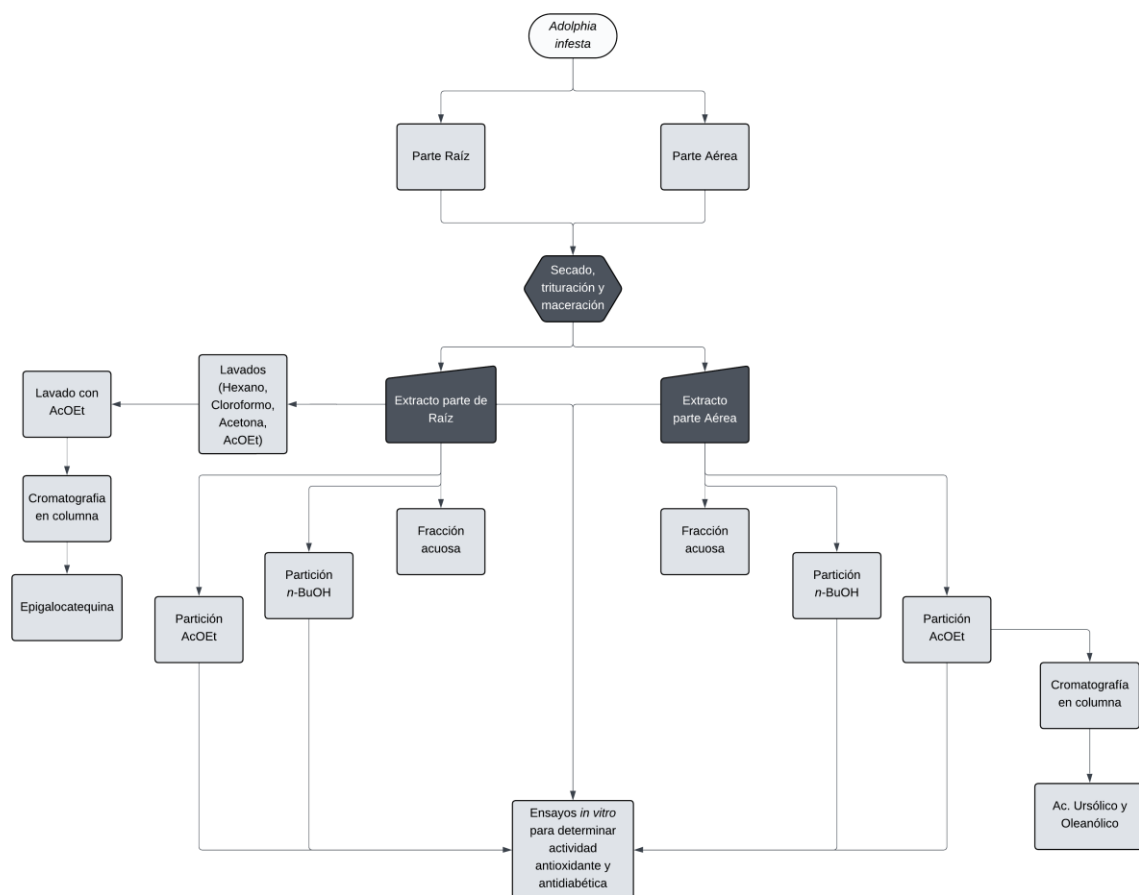 Adolphia
infesta
Parte Raíz
Parte Aérea
Secado,
trituración y
maceración
Lavado con
AcOEt
Lavados
(Hexano,
Cloroformo,
Acetona,
AcOEt)
Extracto parte de
Raíz
Extracto
parte Aérea
Cromatografia
en columna
Fracción
acuosa
Fracción
acuosa
Epigalocatequina
Partición
n-BuOH
Partición
n-BuOH
Partición
AcOEt
Partición
AcOEt
Cromatografía
en columna
Ac. Ursólico y
Oleanólico
Ensayos in vitro
para determinar
actividad
antioxidante y
antidiabética